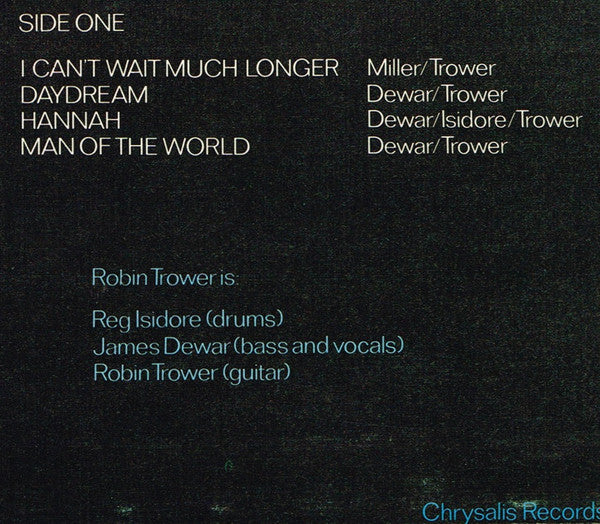 SIDE ONE
I CAN'T WAIT MUCH LONGER Miller/Trower
DAYDREAM Dewar/Trower
HANNAH Dewar/Isidore/Trower
MAN OF THE WORLD Dewar/Trower
Robin Trower is:
Reg Isidore (drums)
James Dewar (bass and vocals)
Robin Trower (guitar)
Chrysalis Records